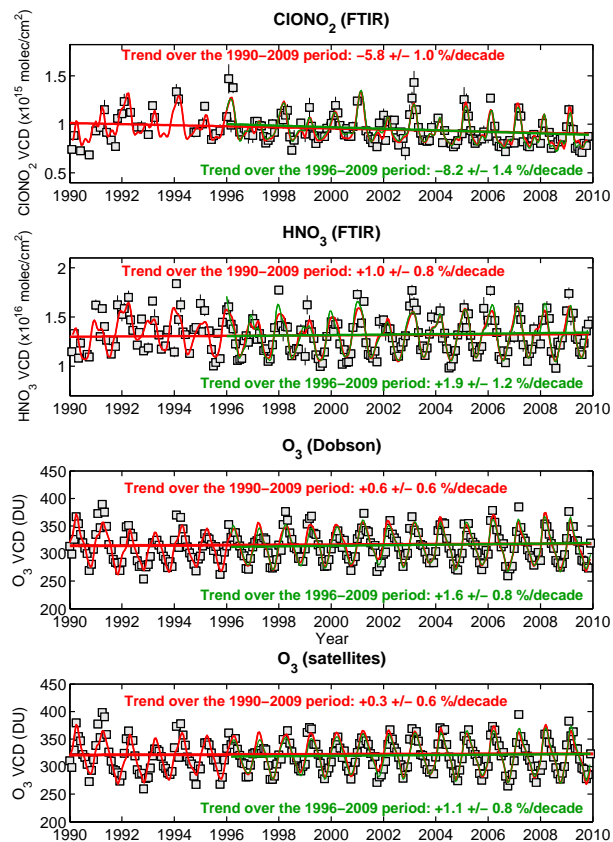 ClONO2 (FTIR)
ClONO2 VCD (x10^15 molec/cm^2)
Trend over the 1990–2009 period: −5.8 +/− 1.0 %/decade
1.5
1
0.5
Trend over the 1996–2009 period: −8.2 +/− 1.4 %/decade
1990 1992 1994 1996 1998 2000 2002 2004 2006 2008 2010
HNO3 (FTIR)
HNO3 VCD (x10^16 molec/cm^2)
Trend over the 1990–2009 period: +1.0 +/− 0.8 %/decade
2
1.5
1
Trend over the 1996–2009 period: +1.9 +/− 1.2 %/decade
1990 1992 1994 1996 1998 2000 2002 2004 2006 2008 2010
O3 (Dobson)
O3 VCD (DU)
Trend over the 1990–2009 period: +0.6 +/− 0.6 %/decade
450
400
350
300
250
200
Trend over the 1996–2009 period: +1.6 +/− 0.8 %/decade
1990 1992 1994 1996 1998 2000 2002 2004 2006 2008 2010
Year
O3 (satellites)
O3 VCD (DU)
Trend over the 1990–2009 period: +0.3 +/− 0.6 %/decade
450
400
350
300
250
200
Trend over the 1996–2009 period: +1.1 +/− 0.8 %/decade
1990 1992 1994 1996 1998 2000 2002 2004 2006 2008 2010